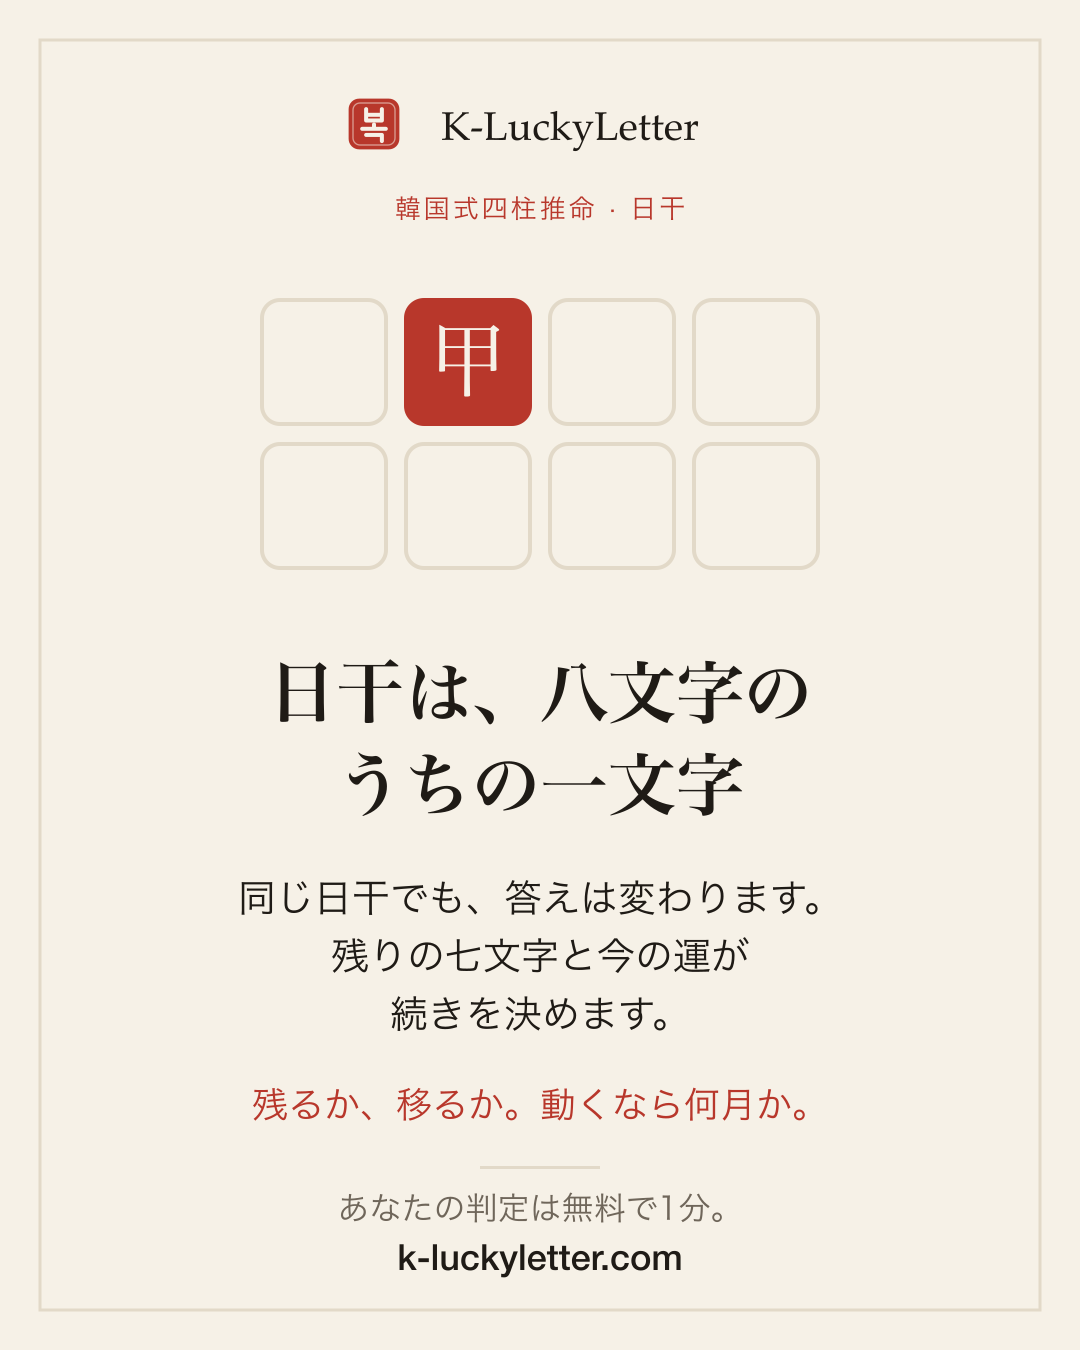 복
K-LuckyLetter
韓国式四柱推命 · 日干
甲
日干は、八文字の
うちの一文字
同じ日干でも、答えは変わります。
残りの七文字と今の運が
続きを決めます。
残るか、移るか。動くなら何月か。
あなたの判定は無料で1分。
k-luckyletter.com